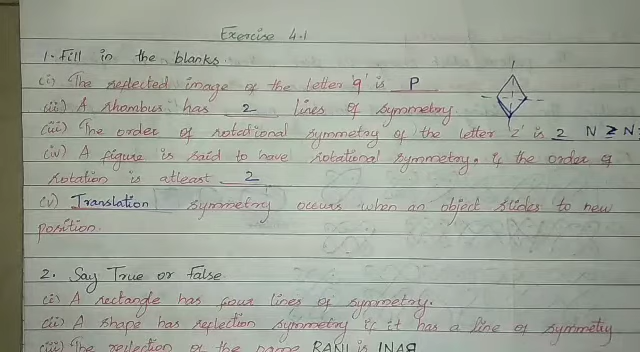 Exercise 4.1
1. Fill in the blanks.
(i) The reflected image of the letter 'q' is P
(ii) A rhombus has 2 lines of symmetry.
(iii) The order of rotational symmetry of the letter 'z' is 2 N Z N
(iv) A figure is said to have rotational symmetry, if the order of
rotation is atleast 2
(v) Translation symmetry occurs when an object slides to new
position.
2. Say True or False
(i) A rectangle has four lines of symmetry.
(ii) A shape has reflection symmetry if it has a line of symmetry
(iii) The reflection of the name RANI is INAЯ